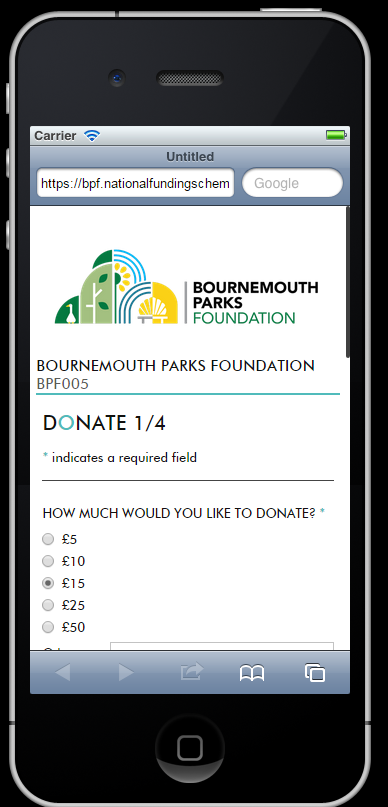 Carrier
Untitled
https://bpf.nationalfundingschem
Google
BOURNEMOUTH
PARKS
FOUNDATION
BOURNEMOUTH PARKS FOUNDATION
BPF005
DONATE 1/4
* indicates a required field
HOW MUCH WOULD YOU LIKE TO DONATE? *
£5
£10
£15
£25
£50